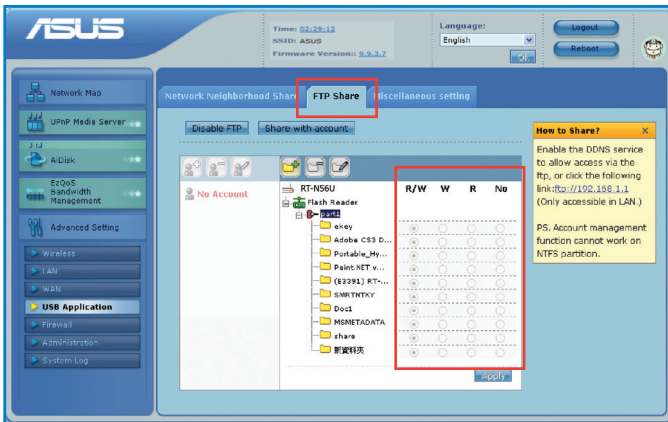 ASUS
Time: 02:29:12
SSID: ASUS
Firmware Version: 9.9.3.7
Language:
English
Ok
Logout
Reboot
Network Map
UPnP Media Server
AiDisk
EzQoS
Bandwidth
Management
Advanced Setting
Wireless
LAN
WAN
USB Application
Firewall
Administration
System Log
Network Neighborhood Share
FTP Share
Miscellaneous setting
Disable FTP
Share with account
No Account
RT-N56U
Flash Reader
part1
ekey
Adobe CS3 D...
Portable_Hy...
Paint.NET v...
(E3391) RT-...
SMRTNTKY
Doc1
MSMETADATA
share
新資料夾
R/W W R No
Apply
How to Share? X
Enable the DDNS service
to allow access via the
ftp, or click the following
link:ftp://192.168.1.1
(Only accessible in LAN.)
PS. Account management
function cannot work on
NTFS partition.